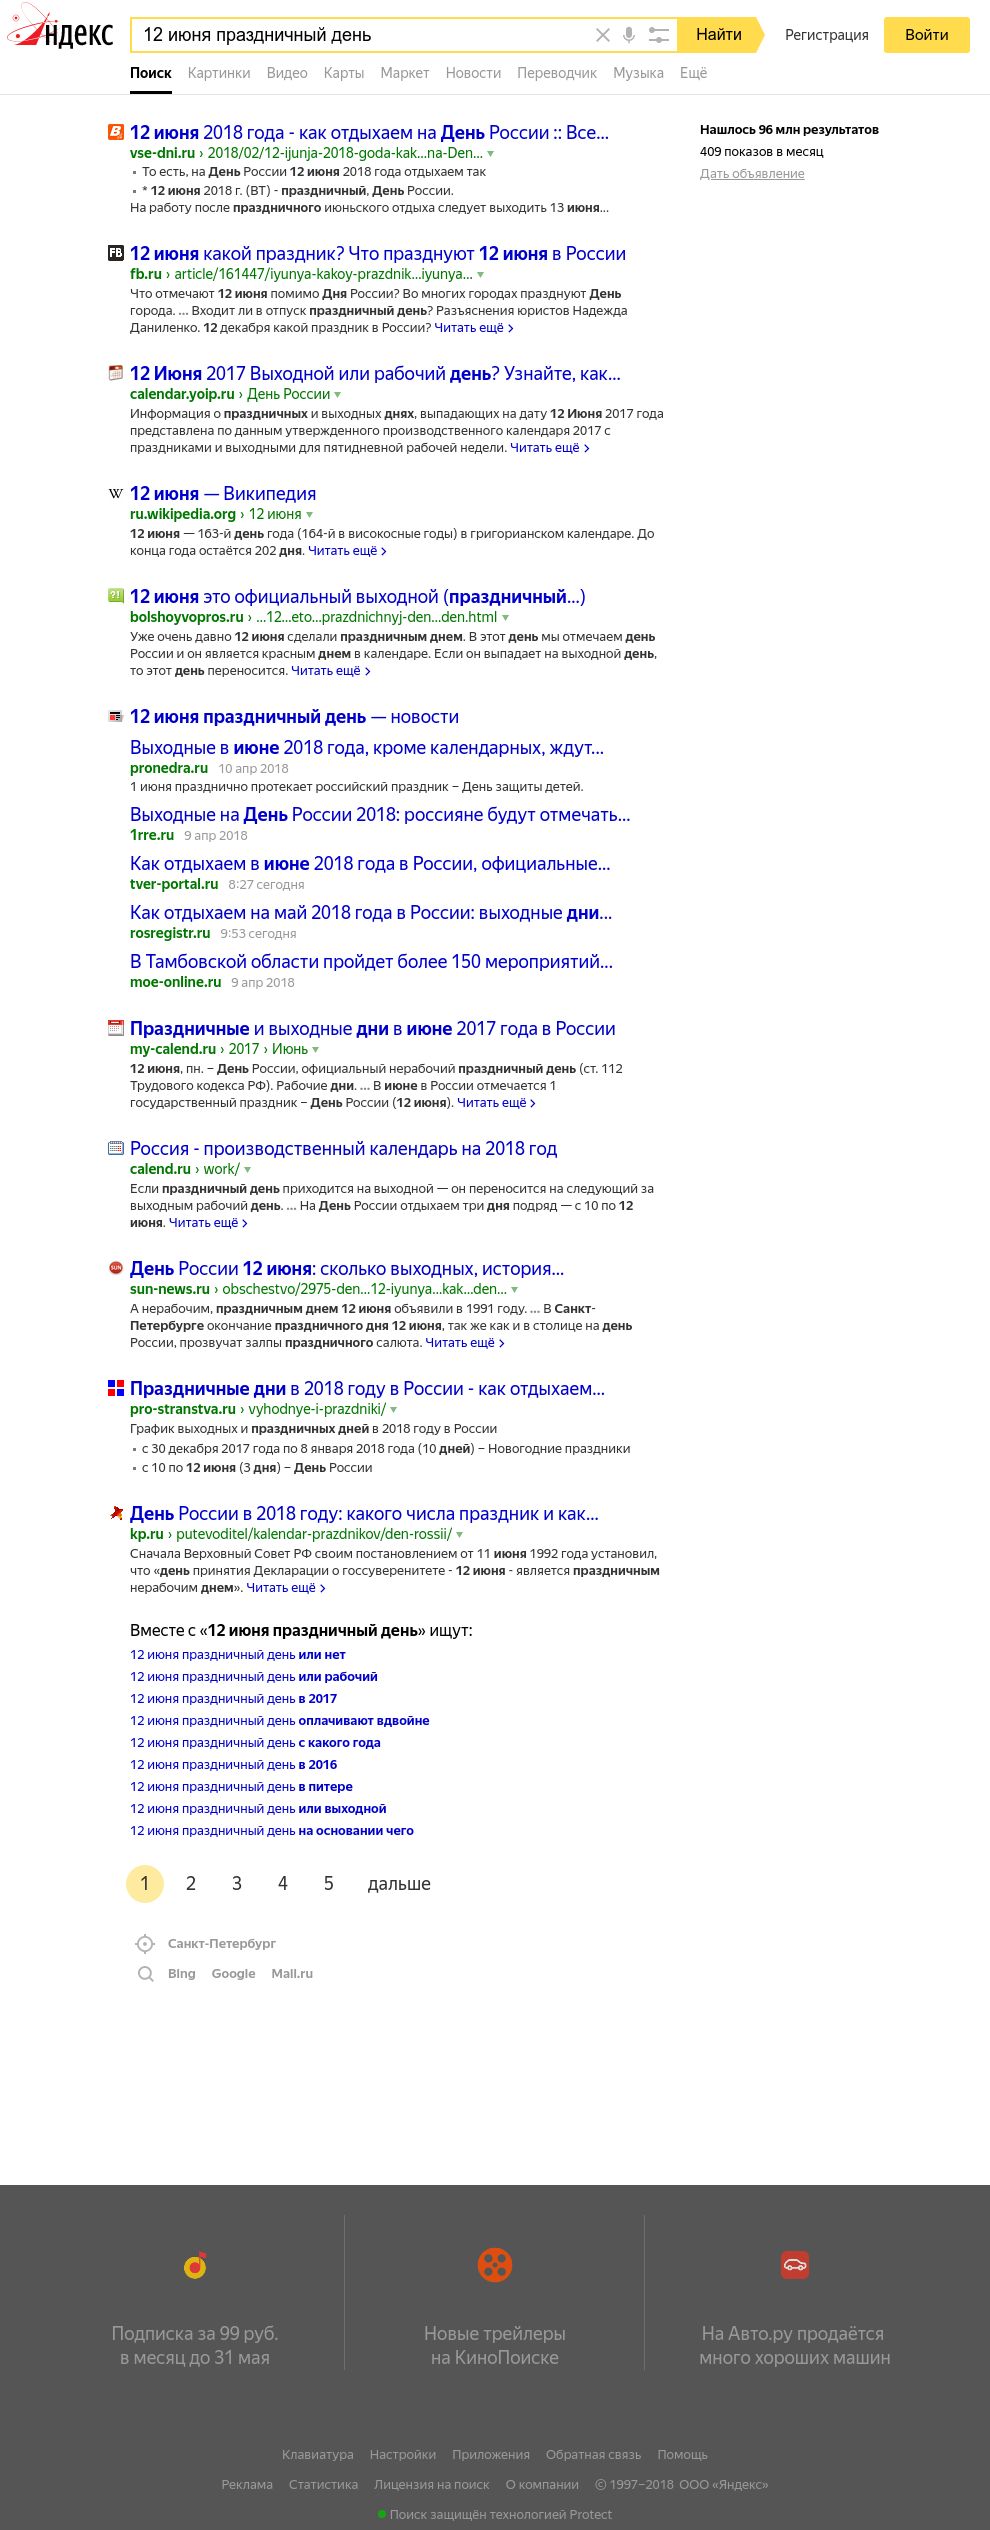 Яндекс
12 июня праздничный день
Найти
Регистрация
Войти
Поиск Картинки Видео Карты Маркет Новости Переводчик Музыка Ещё
12 июня 2018 года - как отдыхаем на День России :: Все...
vse-dni.ru › 2018/02/12-ijunja-2018-goda-kak...na-Den...
То есть, на День России 12 июня 2018 года отдыхаем так
* 12 июня 2018 г. (ВТ) - праздничный, День России.
На работу после праздничного июньского отдыха следует выходить 13 июня...
Нашлось 96 млн результатов
409 показов в месяц
Дать объявление
12 июня какой праздник? Что празднуют 12 июня в России
fb.ru › article/161447/iyunya-kakoy-prazdnik...iyunya...
Что отмечают 12 июня помимо Дня России? Во многих городах празднуют День
города. ... Входит ли в отпуск праздничный день? Разъяснения юристов Надежда
Даниленко. 12 декабря какой праздник в России? Читать ещё ›
12 Июня 2017 Выходной или рабочий день? Узнайте, как...
calendar.yoip.ru › День России
Информация о праздничных и выходных днях, выпадающих на дату 12 Июня 2017 года
представлена по данным утвержденного производственного календаря 2017 с
праздниками и выходными для пятидневной рабочей недели. Читать ещё ›
12 июня — Википедия
ru.wikipedia.org › 12 июня
12 июня — 163-й день года (164-й в високосные годы) в григорианском календаре. До
конца года остаётся 202 дня. Читать ещё ›
12 июня это официальный выходной (праздничный...)
bolshoyvopros.ru › ...12...eto...prazdnichnyj-den...den.html
Уже очень давно 12 июня сделали праздничным днем. В этот день мы отмечаем день
России и он является красным днем в календаре. Если он выпадает на выходной день,
то этот день переносится. Читать ещё ›
12 июня праздничный день — новости
Выходные в июне 2018 года, кроме календарных, ждут...
pronedra.ru 10 апр 2018
1 июня празднично протекает российский праздник – День защиты детей.
Выходные на День России 2018: россияне будут отмечать...
1rre.ru 9 апр 2018
Как отдыхаем в июне 2018 года в России, официальные...
tver-portal.ru 8:27 сегодня
Как отдыхаем на май 2018 года в России: выходные дни...
rosregistr.ru 9:53 сегодня
В Тамбовской области пройдет более 150 мероприятий...
moe-online.ru 9 апр 2018
Праздничные и выходные дни в июне 2017 года в России
my-calend.ru › 2017 › Июнь
12 июня, пн. – День России, официальный нерабочий праздничный день (ст. 112
Трудового кодекса РФ). Рабочие дни. ... В июне в России отмечается 1
государственный праздник – День России (12 июня). Читать ещё ›
Россия - производственный календарь на 2018 год
calend.ru › work/
Если праздничный день приходится на выходной — он переносится на следующий за
выходным рабочий день. ... На День России отдыхаем три дня подряд — с 10 по 12
июня. Читать ещё ›
День России 12 июня: сколько выходных, история...
sun-news.ru › obschestvo/2975-den...12-iyunya...kak...den...
А нерабочим, праздничным днем 12 июня объявили в 1991 году. ... В Санкт-
Петербурге окончание праздничного дня 12 июня, так же как и в столице на день
России, прозвучат залпы праздничного салюта. Читать ещё ›
Праздничные дни в 2018 году в России - как отдыхаем...
pro-stranstva.ru › vyhodnye-i-prazdniki/
График выходных и праздничных дней в 2018 году в России
с 30 декабря 2017 года по 8 января 2018 года (10 дней) – Новогодние праздники
с 10 по 12 июня (3 дня) – День России
День России в 2018 году: какого числа праздник и как...
kp.ru › putevoditel/kalendar-prazdnikov/den-rossii/
Сначала Верховный Совет РФ своим постановлением от 11 июня 1992 года установил,
что «день принятия Декларации о госсуверенитете - 12 июня - является праздничным
нерабочим днем». Читать ещё ›
Вместе с «12 июня праздничный день» ищут:
12 июня праздничный день или нет
12 июня праздничный день или рабочий
12 июня праздничный день в 2017
12 июня праздничный день оплачивают вдвойне
12 июня праздничный день с какого года
12 июня праздничный день в 2016
12 июня праздничный день в питере
12 июня праздничный день или выходной
12 июня праздничный день на основании чего
1 2 3 4 5 дальше
Санкт-Петербург
Bing Google Mail.ru
Подписка за 99 руб.
в месяц до 31 мая
Новые трейлеры
на КиноПоиске
На Авто.ру продаётся
много хороших машин
Клавиатура Настройки Приложения Обратная связь Помощь
Реклама Статистика Лицензия на поиск О компании © 1997–2018 ООО «Яндекс»
Поиск защищён технологией Protect